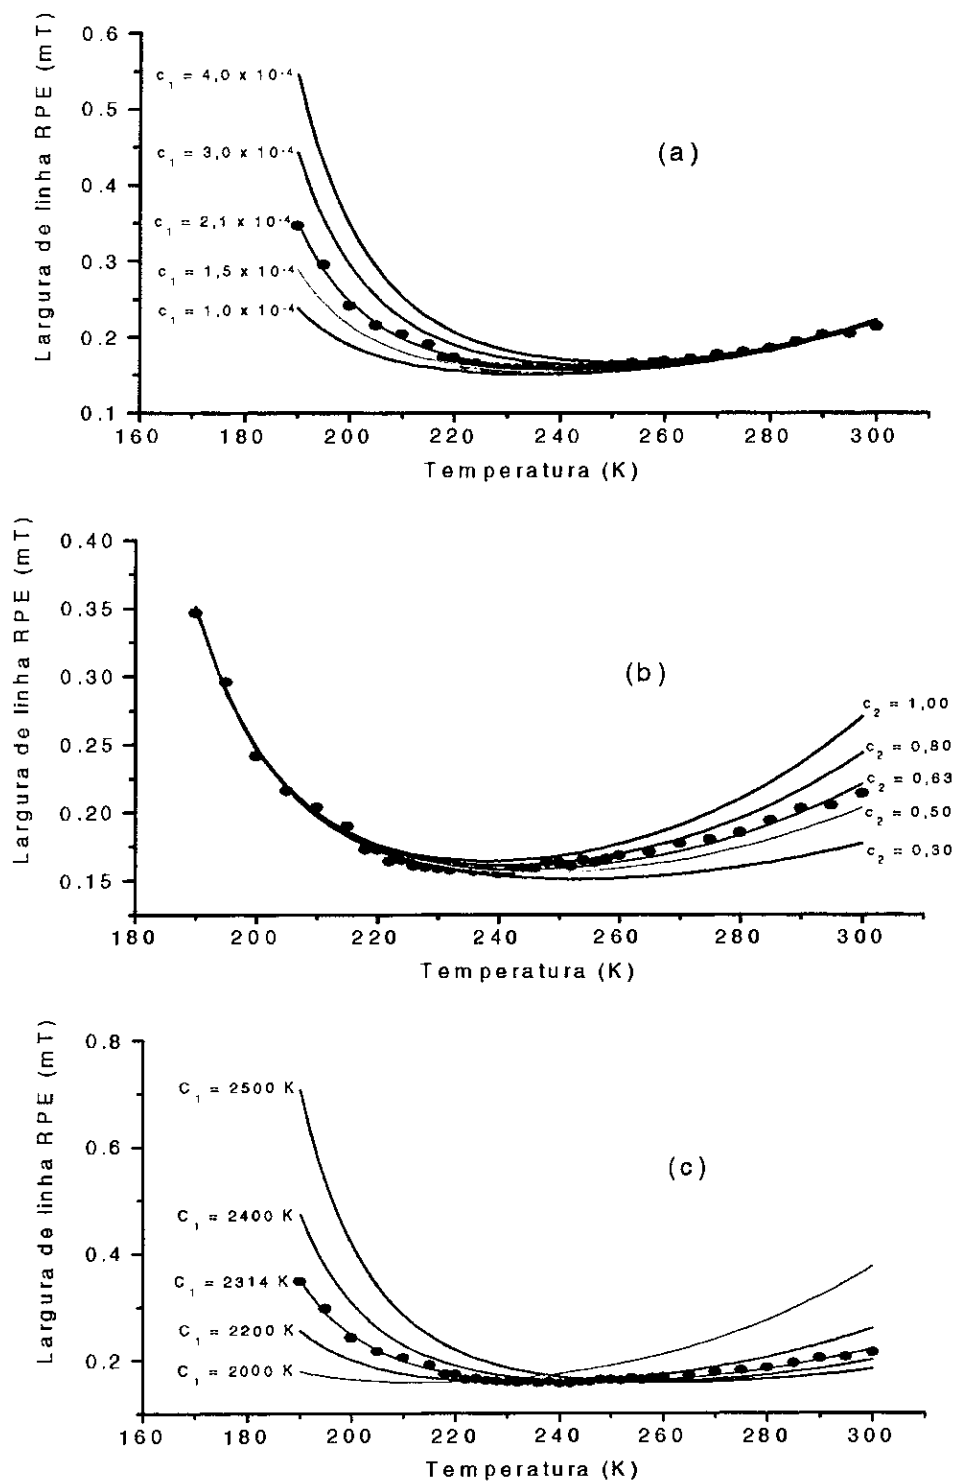 Largura de linha RPE (mT)
0.6
0.5
0.4
0.3
0.2
0.1
c₁ = 4,0 x 10⁻⁴
c₁ = 3,0 x 10⁻⁴
c₁ = 2,1 x 10⁻⁴
c₁ = 1,5 x 10⁻⁴
c₁ = 1,0 x 10⁻⁴
(a)
160 180 200 220 240 260 280 300
Temperatura (K)
Largura de linha RPE (mT)
0.40
0.35
0.30
0.25
0.20
0.15
(b)
c₂ = 1,00
c₂ = 0,80
c₂ = 0,63
c₂ = 0,50
c₂ = 0,30
180 200 220 240 260 280 300
Temperatura (K)
Largura de linha RPE (mT)
0.8
0.6
0.4
0.2
C₁ = 2500 K
C₁ = 2400 K
C₁ = 2314 K
C₁ = 2200 K
C₁ = 2000 K
(c)
160 180 200 220 240 260 280 300
Temperatura (K)